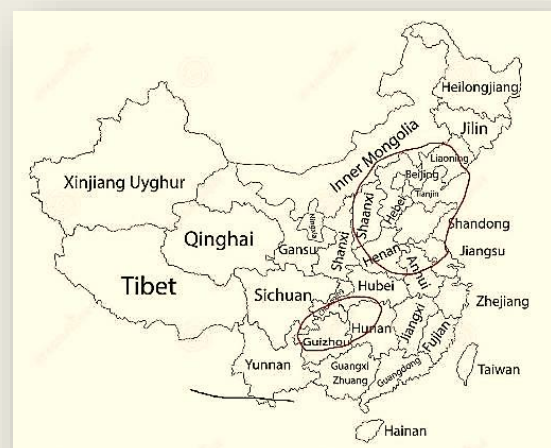 Heilongjiang
Jilin
Liaoning
Inner Mongolia
Beijing
Tianjin
Xinjiang Uyghur
Hebei
Shaanxi
Ningxia
Shandong
Qinghai
Gansu
Shanxi
Henan
Jiangsu
Anhui
Tibet
Sichuan
Hubei
Zhejiang
Hunan
Jiangxi
Guizhou
Fujian
Yunnan
Guangxi
Zhuang
Guangdong
Taiwan
Hainan